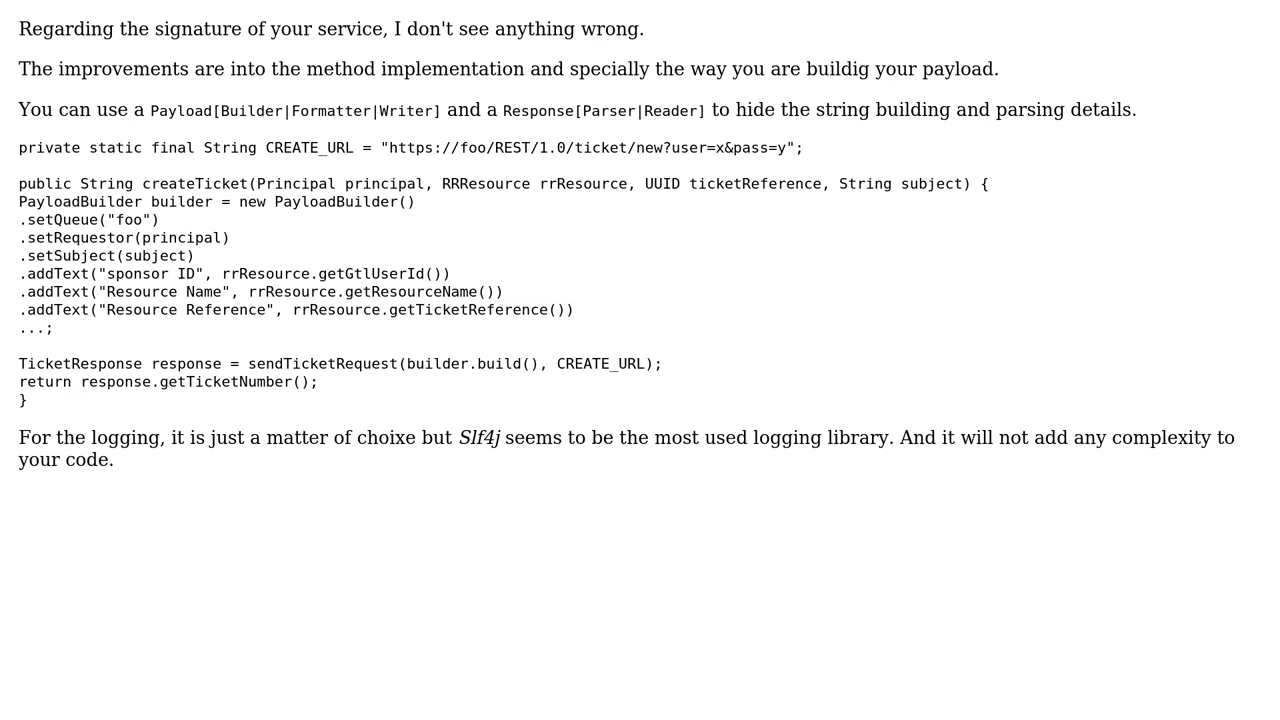 Regarding the signature of your service, I don't see anything wrong.
The improvements are into the method implementation and specially the way you are buildig your payload.
You can use a Payload[Builder|Formatter|Writer] and a Response[Parser|Reader] to hide the string building and parsing details.
private static final String CREATE_URL = "https://foo/REST/1.0/ticket/new?user=x&pass=y";
public String createTicket(Principal principal, RRResource rrResource, UUID ticketReference, String subject) {
PayloadBuilder builder = new PayloadBuilder()
.setQueue("foo")
.setRequestor(principal)
.setSubject(subject)
.addText("sponsor ID", rrResource.getGtlUserId())
.addText("Resource Name", rrResource.getResourceName())
.addText("Resource Reference", rrResource.getTicketReference())
...;
TicketResponse response = sendTicketRequest(builder.build(), CREATE_URL);
return response.getTicketNumber();
}
For the logging, it is just a matter of choixe but Slf4j seems to be the most used logging library. And it will not add any complexity to
your code.